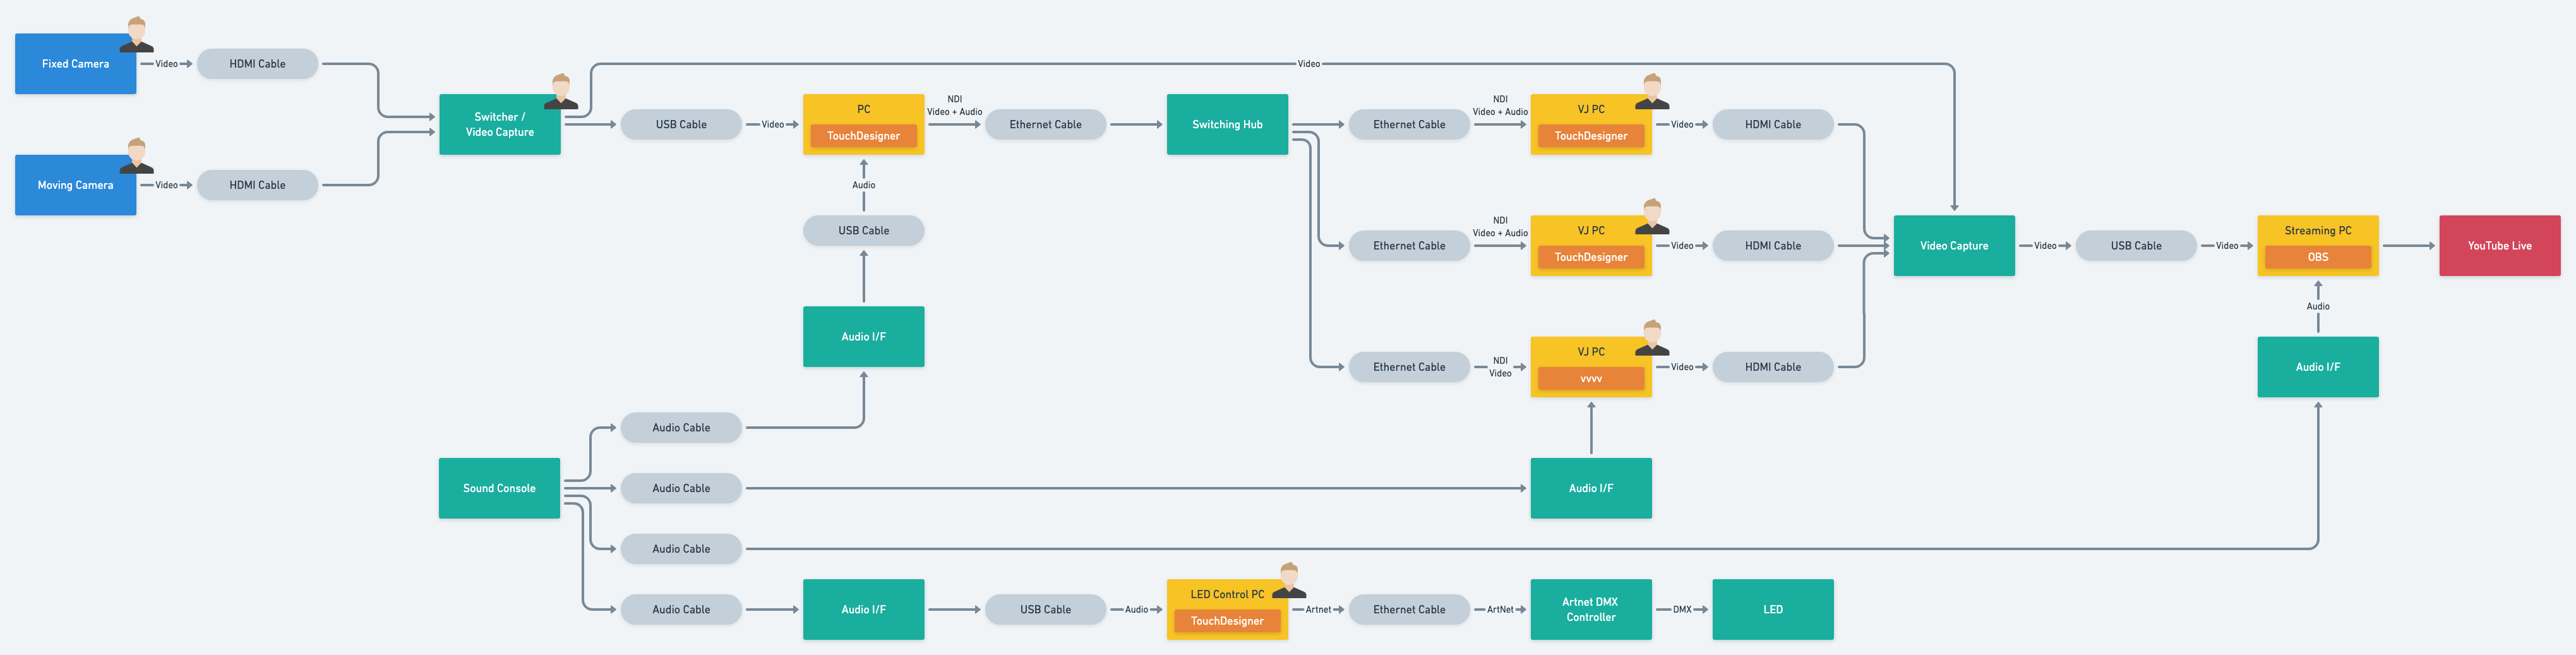 Fixed Camera
Video
HDMI Cable
Moving Camera
Video
HDMI Cable
Switcher /
Video Capture
Video
USB Cable
Video
PC
TouchDesigner
NDI
Video + Audio
Ethernet Cable
Switching Hub
Audio
USB Cable
Audio I/F
Ethernet Cable
NDI
Video + Audio
VJ PC
TouchDesigner
Video
HDMI Cable
Ethernet Cable
NDI
Video + Audio
VJ PC
TouchDesigner
Video
HDMI Cable
Ethernet Cable
NDI
Video
VJ PC
vvvv
Video
HDMI Cable
Video Capture
Video
USB Cable
Video
Streaming PC
OBS
YouTube Live
Audio
Audio I/F
Sound Console
Audio Cable
Audio Cable
Audio I/F
Audio Cable
Audio Cable
Audio I/F
USB Cable
Audio
LED Control PC
TouchDesigner
Artnet
Ethernet Cable
ArtNet
Artnet DMX
Controller
DMX
LED